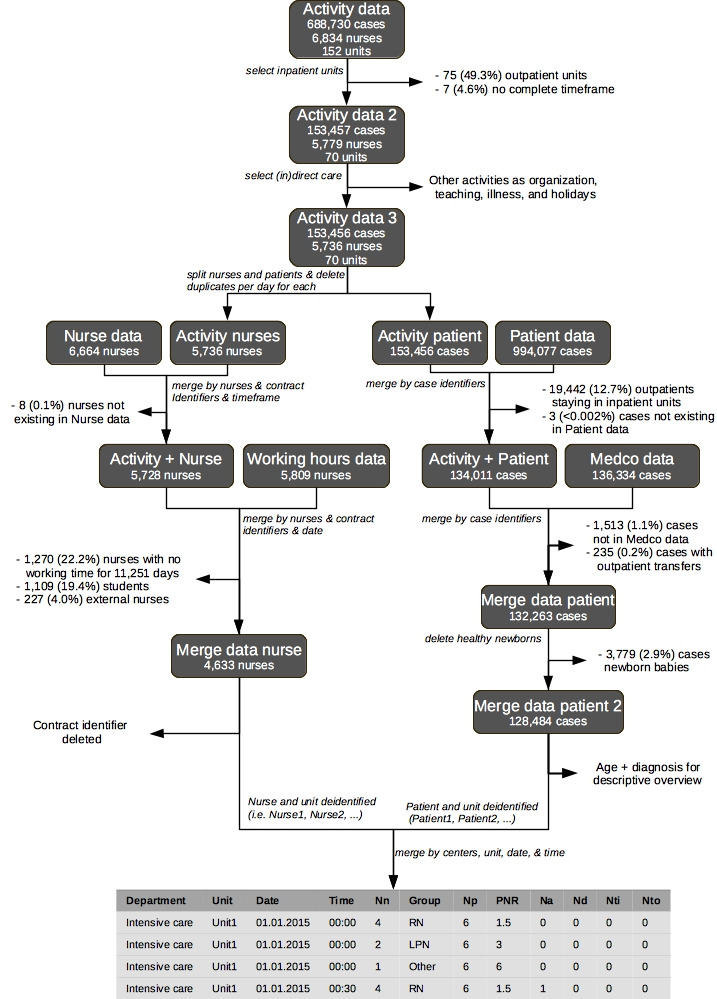 Activity data
688,730 cases
6,834 nurses
152 units
select inpatient units
- 75 (49.3%) outpatient units
- 7 (4.6%) no complete timeframe
Activity data 2
153,457 cases
5,779 nurses
70 units
select (in)direct care
Other activities as organization,
teaching, illness, and holidays
Activity data 3
153,456 cases
5,736 nurses
70 units
split nurses and patients & delete
duplicates per day for each
Nurse data
6,664 nurses
Activity nurses
5,736 nurses
Activity patient
153,456 cases
Patient data
994,077 cases
merge by nurses & contract
Identifiers & timeframe
merge by case identifiers
- 8 (0.1%) nurses not
existing in Nurse data
- 19,442 (12.7%) outpatients
staying in inpatient units
- 3 (<0.002%) cases not existing
in Patient data
Activity + Nurse
5,728 nurses
Working hours data
5,809 nurses
Activity + Patient
134,011 cases
Medco data
136,334 cases
merge by nurses & contract
identifiers & date
merge by case identifiers
- 1,513 (1.1%) cases
not in Medco data
- 235 (0.2%) cases with
outpatient transfers
- 1,270 (22.2%) nurses with no
working time for 11,251 days
- 1,109 (19.4%) students
- 227 (4.0%) external nurses
Merge data patient
132,263 cases
delete healthy newborns
Merge data nurse
4,633 nurses
- 3,779 (2.9%) cases
newborn babies
Merge data patient 2
128,484 cases
Contract identifier
deleted
Age + diagnosis for
descriptive overview
Nurse and unit deidentified
(i.e. Nurse1, Nurse2, ...)
Patient and unit deidentified
(Patient1, Patient2, ...)
merge by centers, unit, date, & time
Department Unit Date Time Nn Group Np PNR Na Nd Nti Nto
Intensive care Unit1 01.01.2015 00:00 4 RN 6 1.5 0 0 0 0
Intensive care Unit1 01.01.2015 00:00 2 LPN 6 3 0 0 0 0
Intensive care Unit1 01.01.2015 00:00 1 Other 6 6 0 0 0 0
Intensive care Unit1 01.01.2015 00:30 4 RN 6 1.5 1 0 0 0